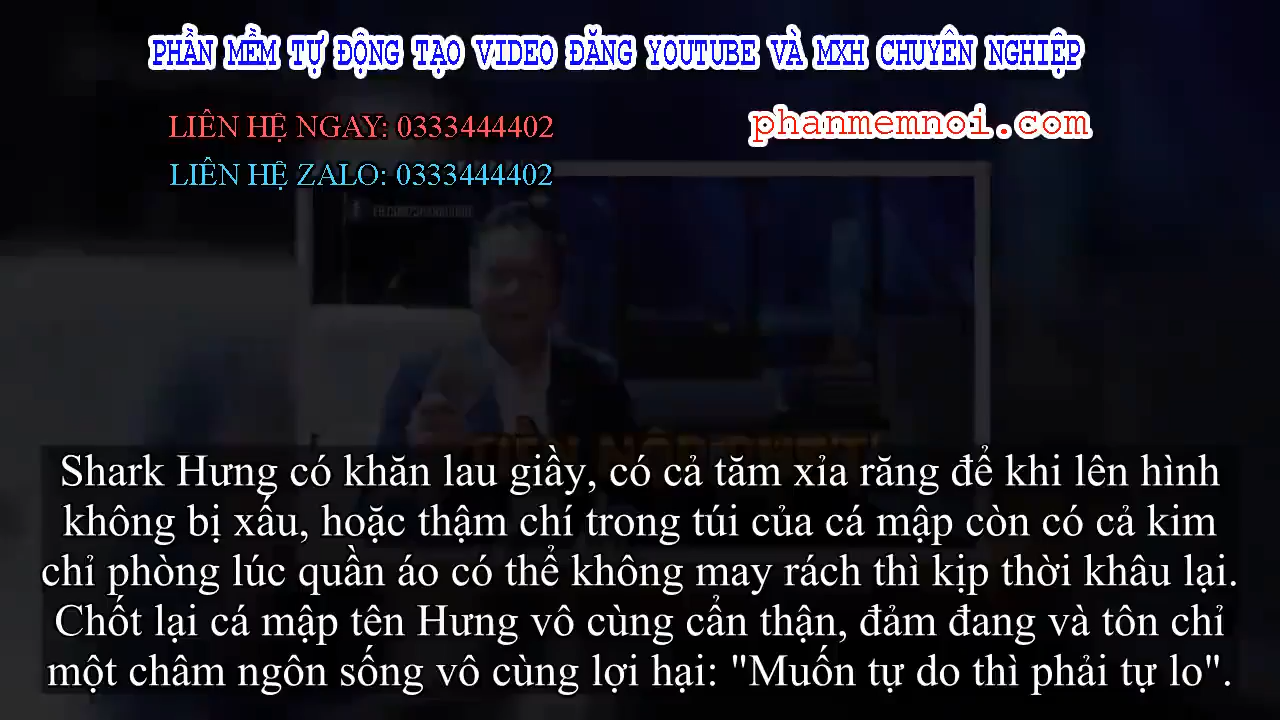 PHẦN MỀM TỰ ĐỘNG TẠO VIDEO ĐĂNG YOUTUBE VÀ MXH CHUYÊN NGHIỆP
LIÊN HỆ NGAY: 0333444402
phanmemnoi.com
LIÊN HỆ ZALO: 0333444402
Shark Hưng có khăn lau giầy, có cả tăm xỉa răng để khi lên hình
không bị xấu, hoặc thậm chí trong túi của cá mập còn có cả kim
chỉ phòng lúc quần áo có thể không may rách thì kịp thời khâu lại.
Chốt lại cá mập tên Hưng vô cùng cẩn thận, đảm đang và tôn chỉ
một châm ngôn sống vô cùng lợi hại: "Muốn tự do thì phải tự lo".